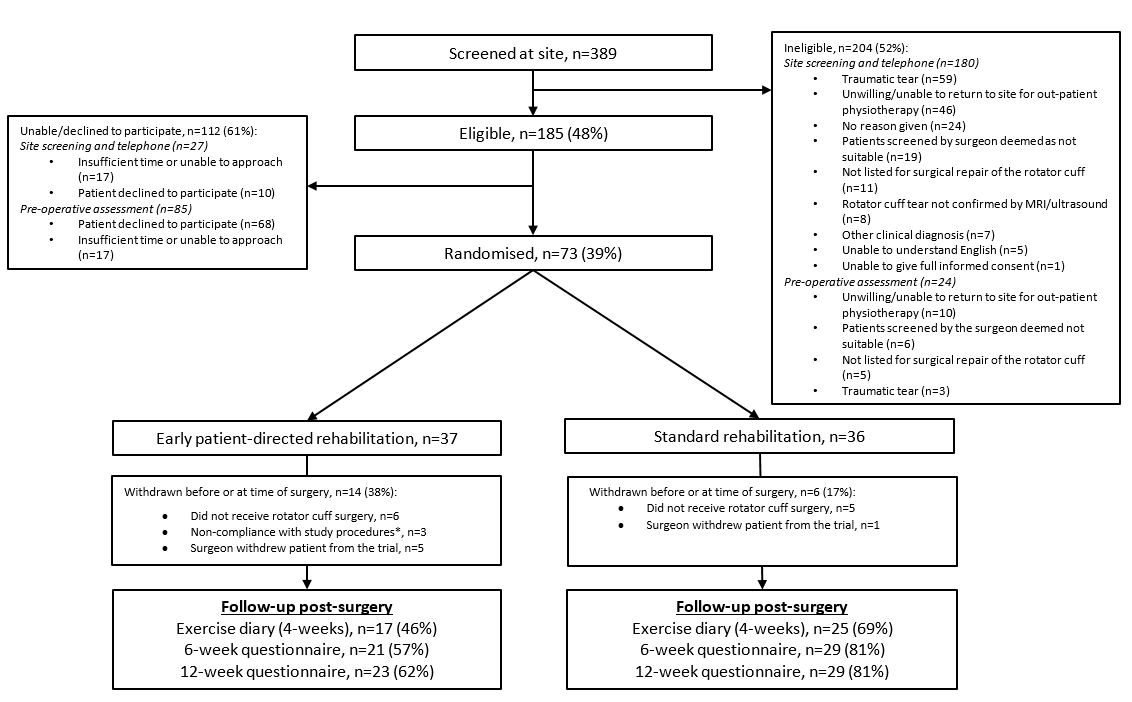 Screened at site, n=389
Ineligible, n=204 (52%):
Site screening and telephone (n=180)
• Traumatic tear (n=59)
• Unwilling/unable to return to site for out-patient
physiotherapy (n=46)
• No reason given (n=24)
• Patients screened by surgeon deemed as not
suitable (n=19)
• Not listed for surgical repair of the rotator cuff
(n=11)
• Rotator cuff tear not confirmed by MRI/ultrasound
(n=8)
• Other clinical diagnosis (n=7)
• Unable to understand English (n=5)
• Unable to give full informed consent (n=1)
Pre-operative assessment (n=24)
• Unwilling/unable to return to site for out-patient
physiotherapy (n=10)
• Patients screened by the surgeon deemed not
suitable (n=6)
• Not listed for surgical repair of the rotator cuff
(n=5)
• Traumatic tear (n=3)
Eligible, n=185 (48%)
Unable/declined to participate, n=112 (61%):
Site screening and telephone (n=27)
• Insufficient time or unable to approach
(n=17)
• Patient declined to participate (n=10)
Pre-operative assessment (n=85)
• Patient declined to participate (n=68)
• Insufficient time or unable to approach
(n=17)
Randomised, n=73 (39%)
Early patient-directed rehabilitation, n=37
Withdrawn before or at time of surgery, n=14 (38%):
• Did not receive rotator cuff surgery, n=6
• Non-compliance with study procedures*, n=3
• Surgeon withdrew patient from the trial, n=5
Follow-up post-surgery
Exercise diary (4-weeks), n=17 (46%)
6-week questionnaire, n=21 (57%)
12-week questionnaire, n=23 (62%)
Standard rehabilitation, n=36
Withdrawn before or at time of surgery, n=6 (17%):
• Did not receive rotator cuff surgery, n=5
• Surgeon withdrew patient from the trial, n=1
Follow-up post-surgery
Exercise diary (4-weeks), n=25 (69%)
6-week questionnaire, n=29 (81%)
12-week questionnaire, n=29 (81%)